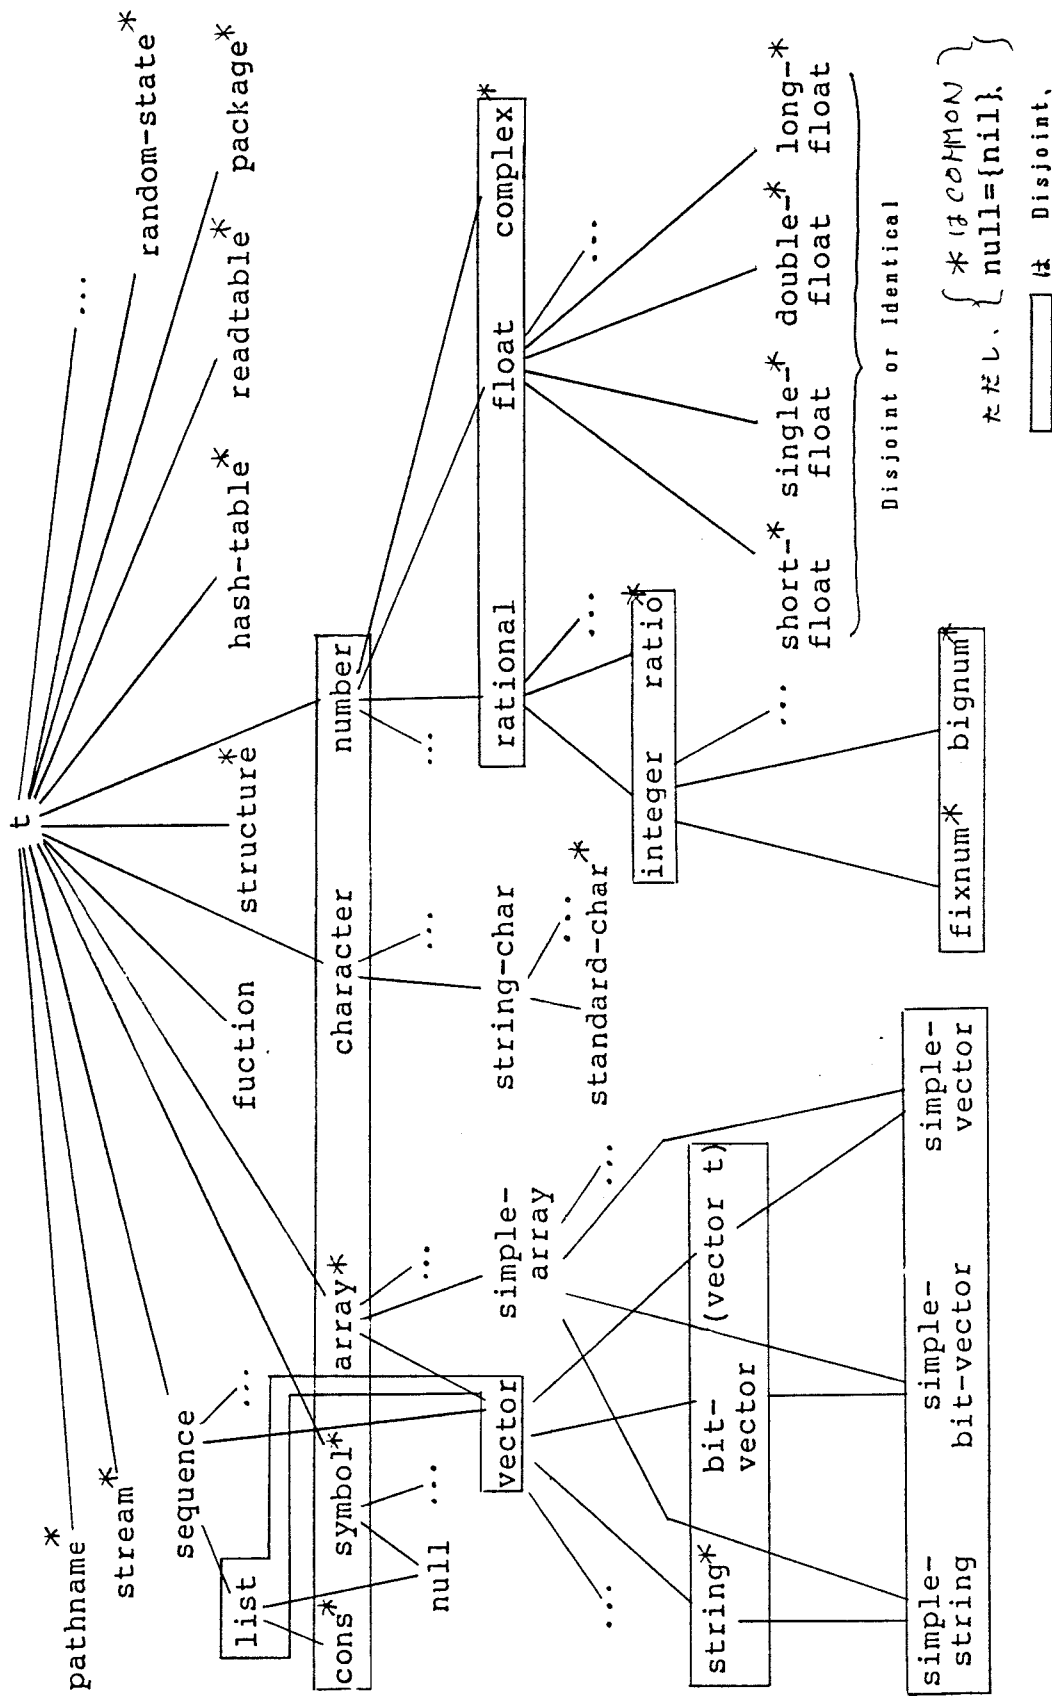 t
pathname* ...
stream* random-state*
sequence
list ... fuction structure* hash-table* readtable* package*
cons* symbol* array* character number
null ... ... ... ...
vector simple- string-char rational float complex*
array
... ... ... ... ...
standard-char*
integer ratio*
string* bit- (vector t)
vector
... short-* single-* double-* long-*
float float float float
Disjoint or Identical
simple- simple- simple-
string bit-vector vector
fixnum* bignum*
ただし、{ *はCOMMON }
{ null={nil}、 }
は Disjoint、